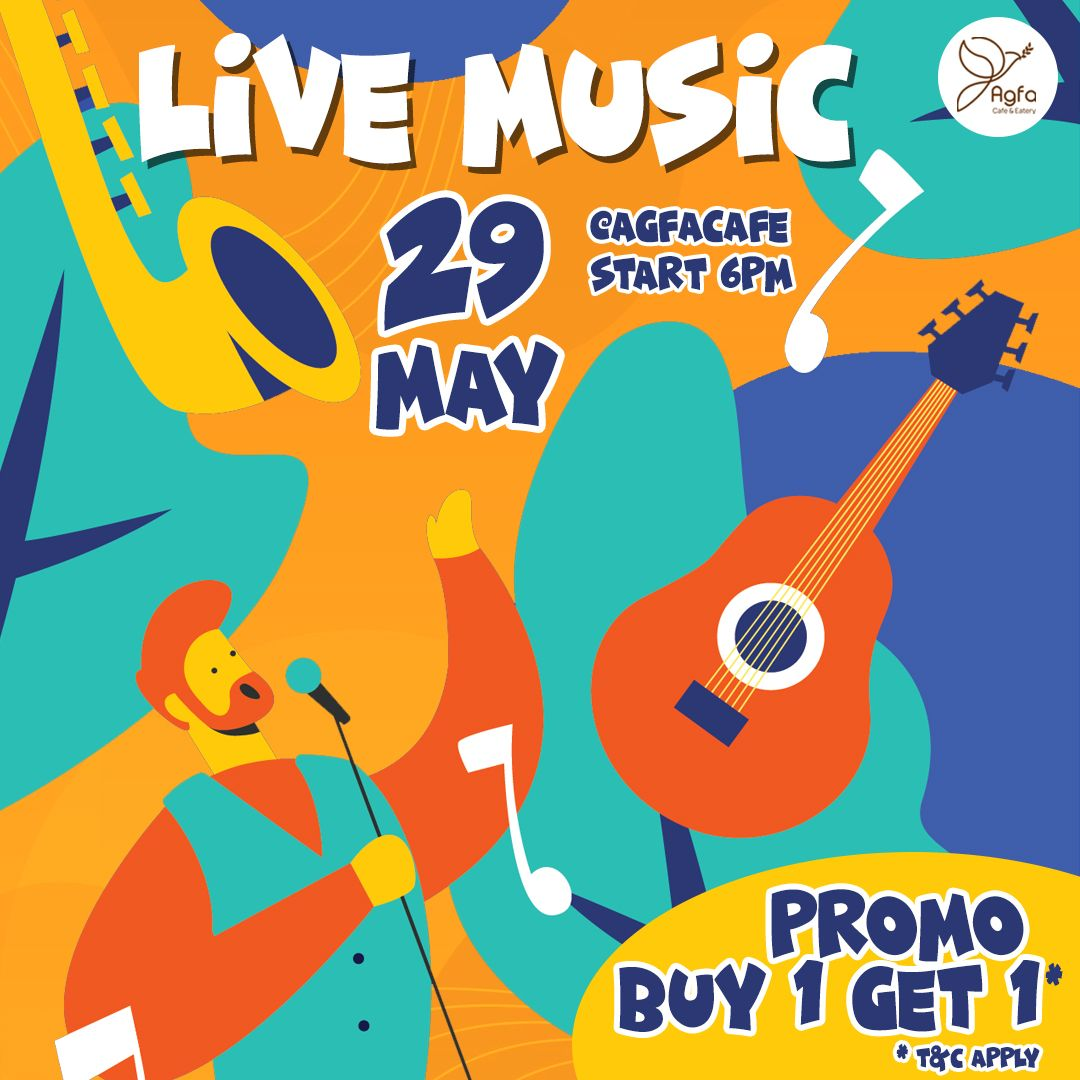 LiVE MUSiC
Agfa
Cafe & Eatery
29
MAY
@AGFACAFE
START 6PM
PROMO
BUY 1 GET 1*
* T&C APPLY